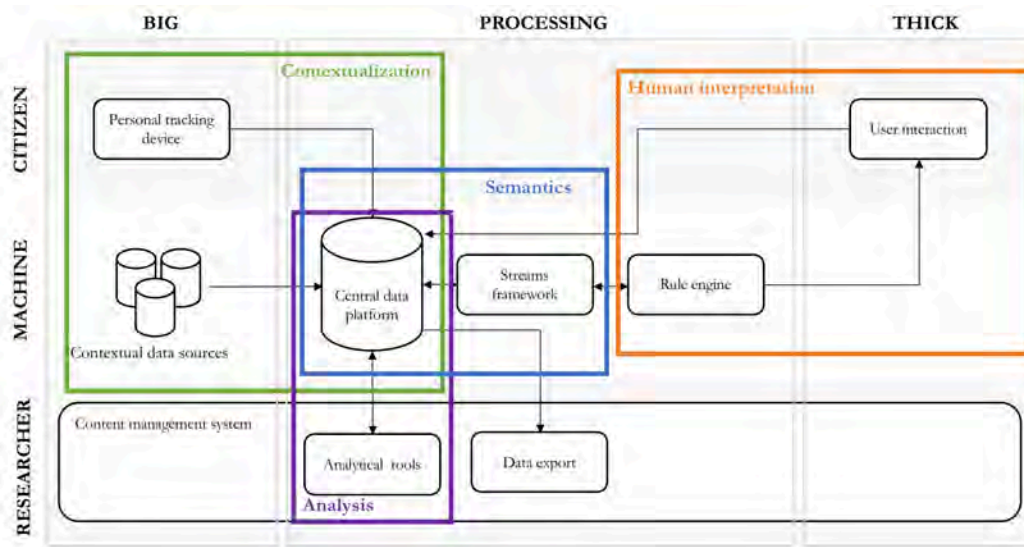 BIG
PROCESSING
THICK
CITIZEN
MACHINE
RESEARCHER
Contextualization
Human interpretation
Personal tracking
device
User interaction
Semantics
Central data
platform
Streams
framework
Rule engine
Contextual data sources
Content management system
Analytical tools
Data export
Analysis